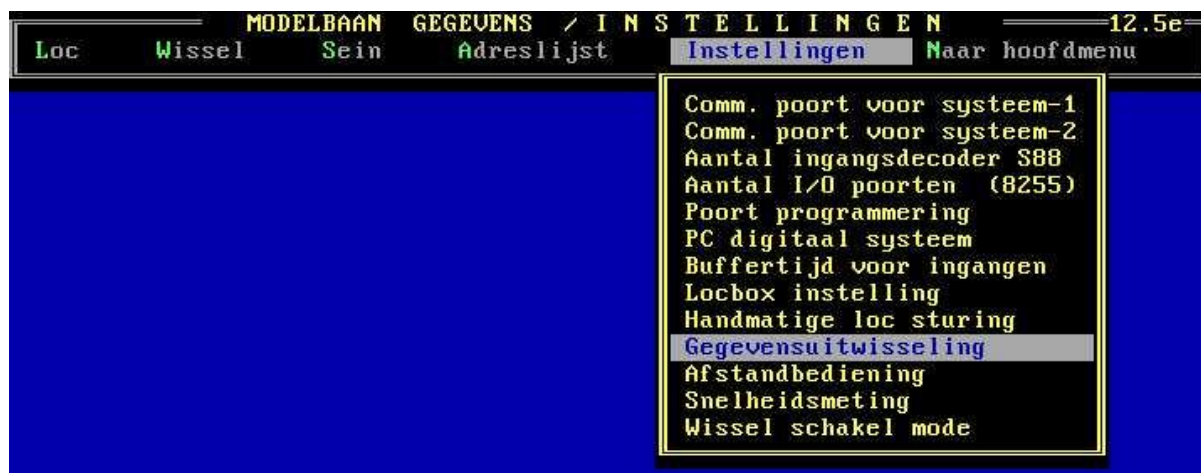 MODELBAAN GEGEVENS / I N S T E L L I N G E N 12.5e
Loc Wissel Sein Adreslijst Instellingen Naar hoofdmenu
Comm. poort voor systeem-1
Comm. poort voor systeem-2
Aantal ingangsdecoder S88
Aantal I/O poorten (8255)
Poort programmering
PC digitaal systeem
Buffertijd voor ingangen
Locbox instelling
Handmatige loc sturing
Gegevensuitwisseling
Afstandbediening
Snelheidsmeting
Wissel schakel mode